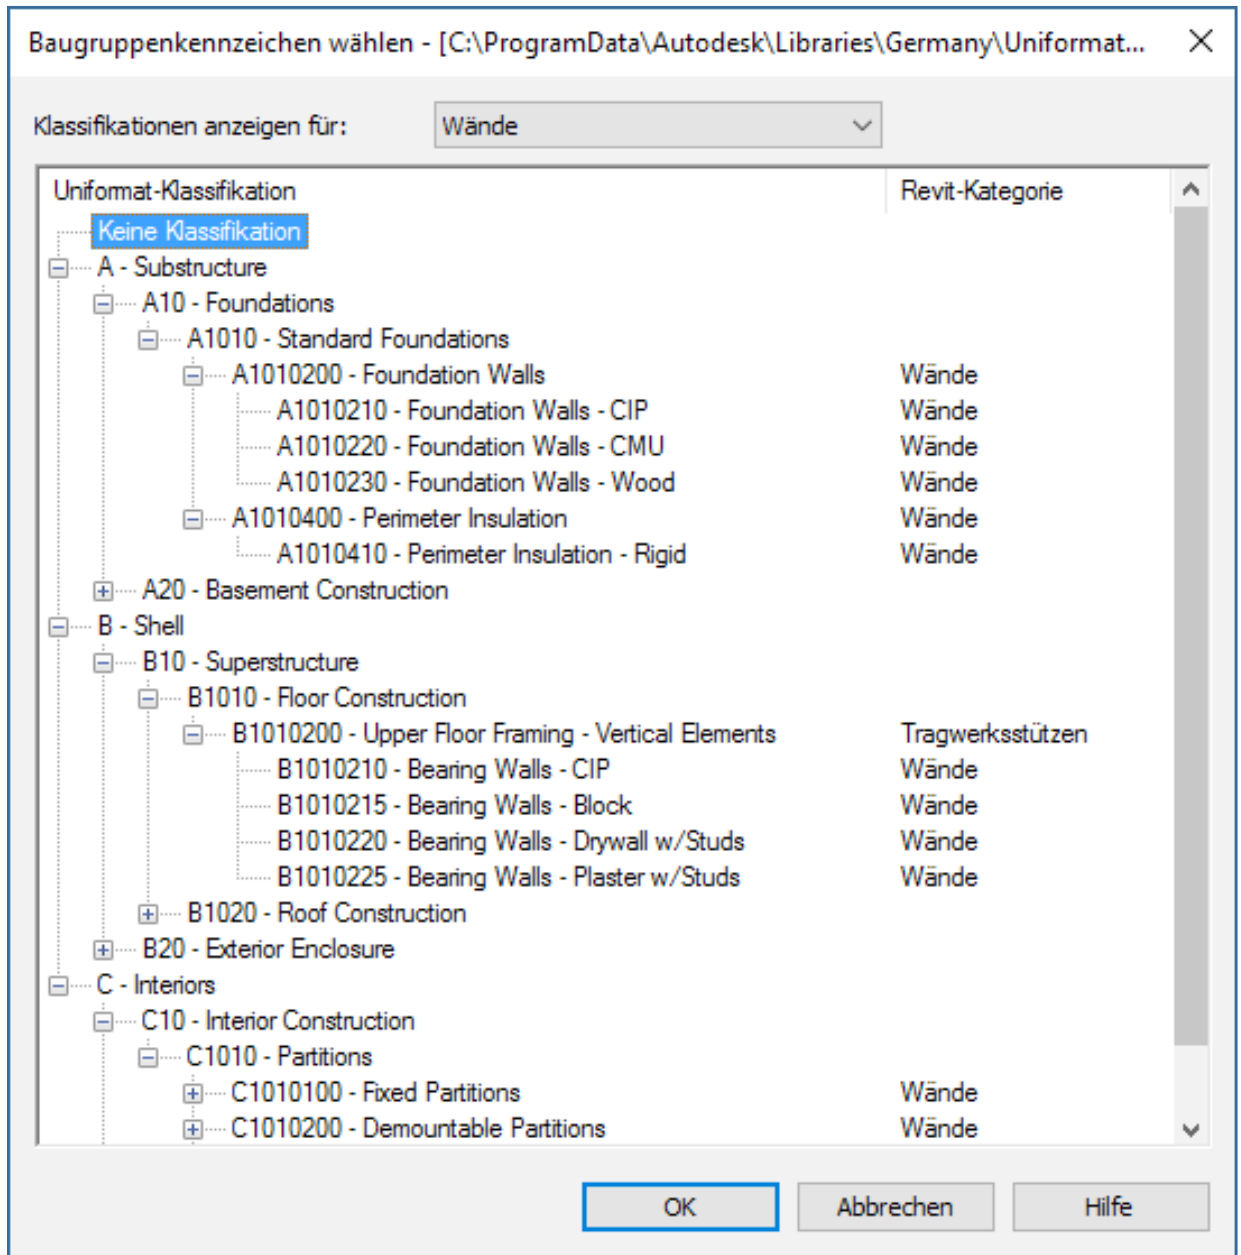 Baugruppenkennzeichen wählen - [C:\ProgramData\Autodesk\Libraries\Germany\Uniformat...
Klassifikationen anzeigen für: Wände
Uniformat-Klassifikation Revit-Kategorie
Keine Klassifikation
A - Substructure
A10 - Foundations
A1010 - Standard Foundations
A1010200 - Foundation Walls Wände
A1010210 - Foundation Walls - CIP Wände
A1010220 - Foundation Walls - CMU Wände
A1010230 - Foundation Walls - Wood Wände
A1010400 - Perimeter Insulation Wände
A1010410 - Perimeter Insulation - Rigid Wände
A20 - Basement Construction
B - Shell
B10 - Superstructure
B1010 - Floor Construction
B1010200 - Upper Floor Framing - Vertical Elements Tragwerksstützen
B1010210 - Bearing Walls - CIP Wände
B1010215 - Bearing Walls - Block Wände
B1010220 - Bearing Walls - Drywall w/Studs Wände
B1010225 - Bearing Walls - Plaster w/Studs Wände
B1020 - Roof Construction
B20 - Exterior Enclosure
C - Interiors
C10 - Interior Construction
C1010 - Partitions
C1010100 - Fixed Partitions Wände
C1010200 - Demountable Partitions Wände
OK Abbrechen Hilfe